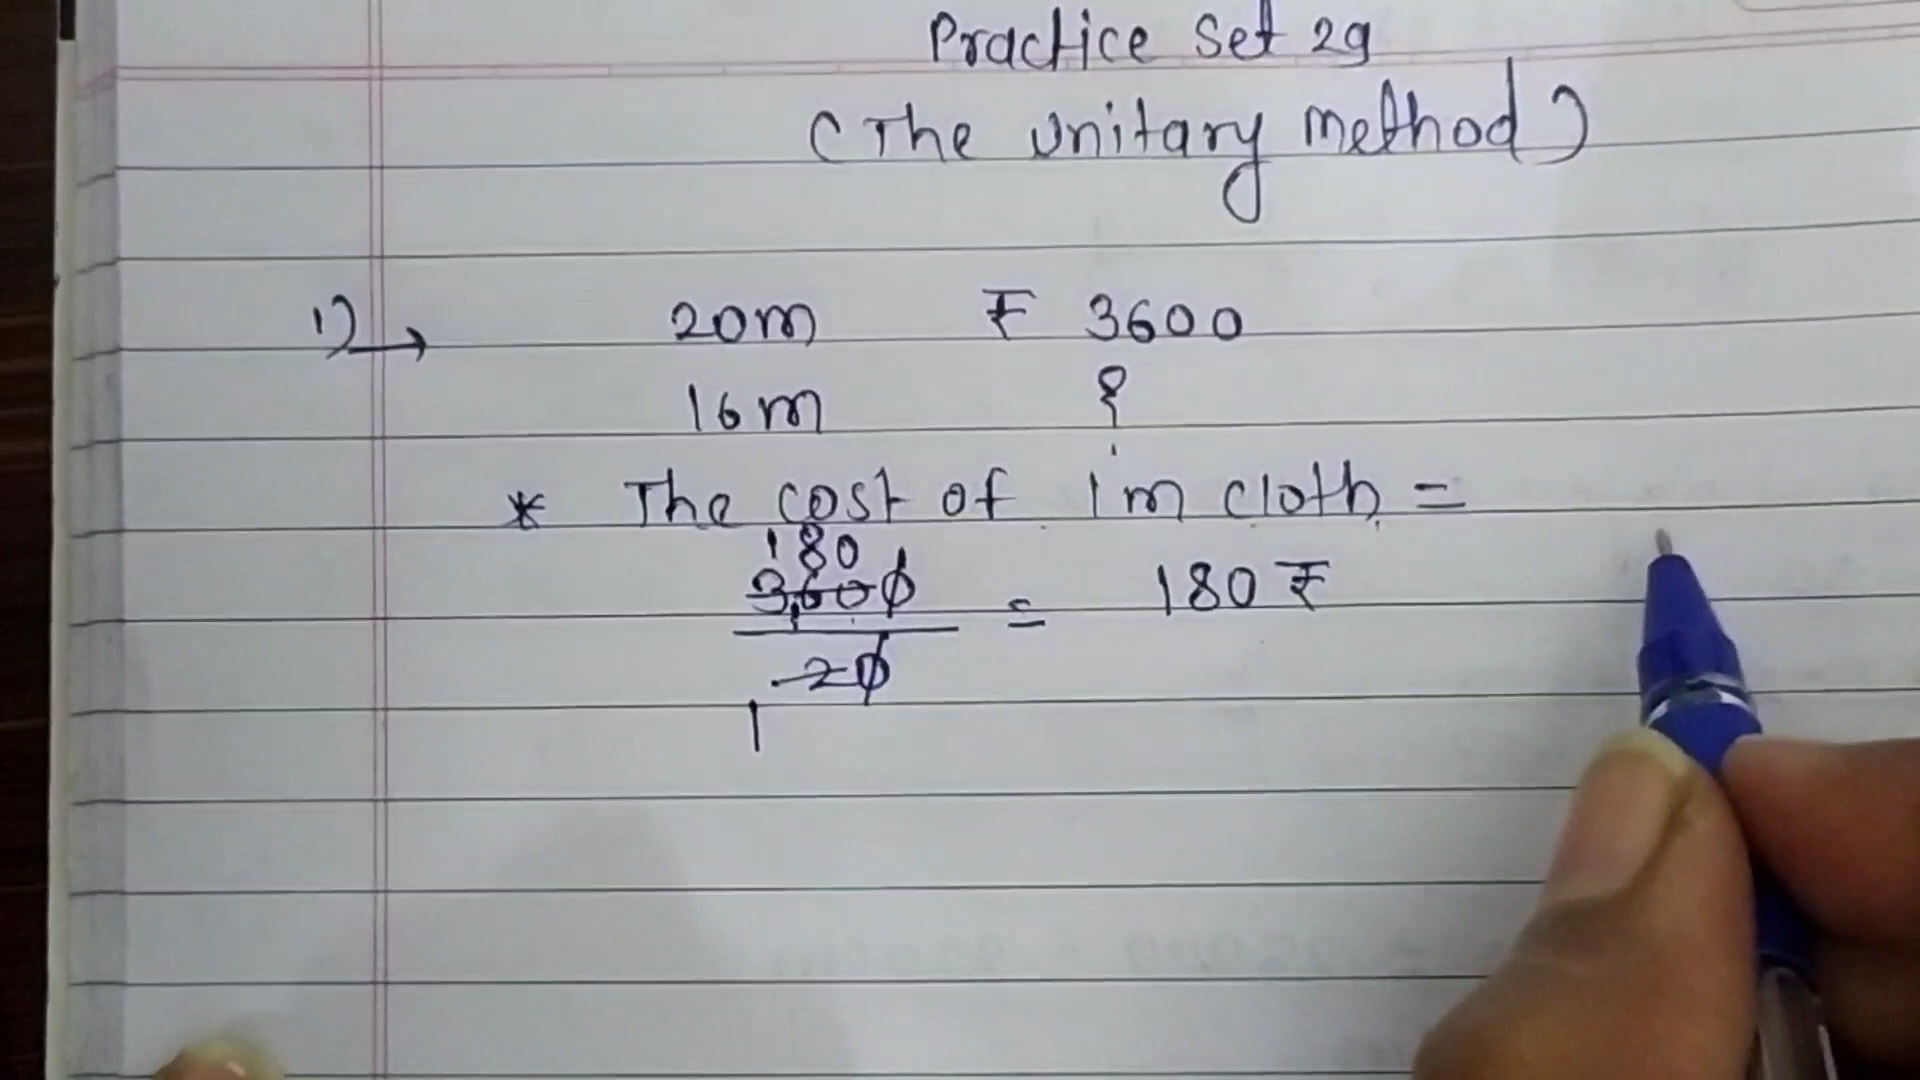 Practice Set 29
(The unitary method)
1)→ 20m ₹ 3600
16m ?
* The cost of 1m cloth =
180
3600
20
1
= 180 ₹